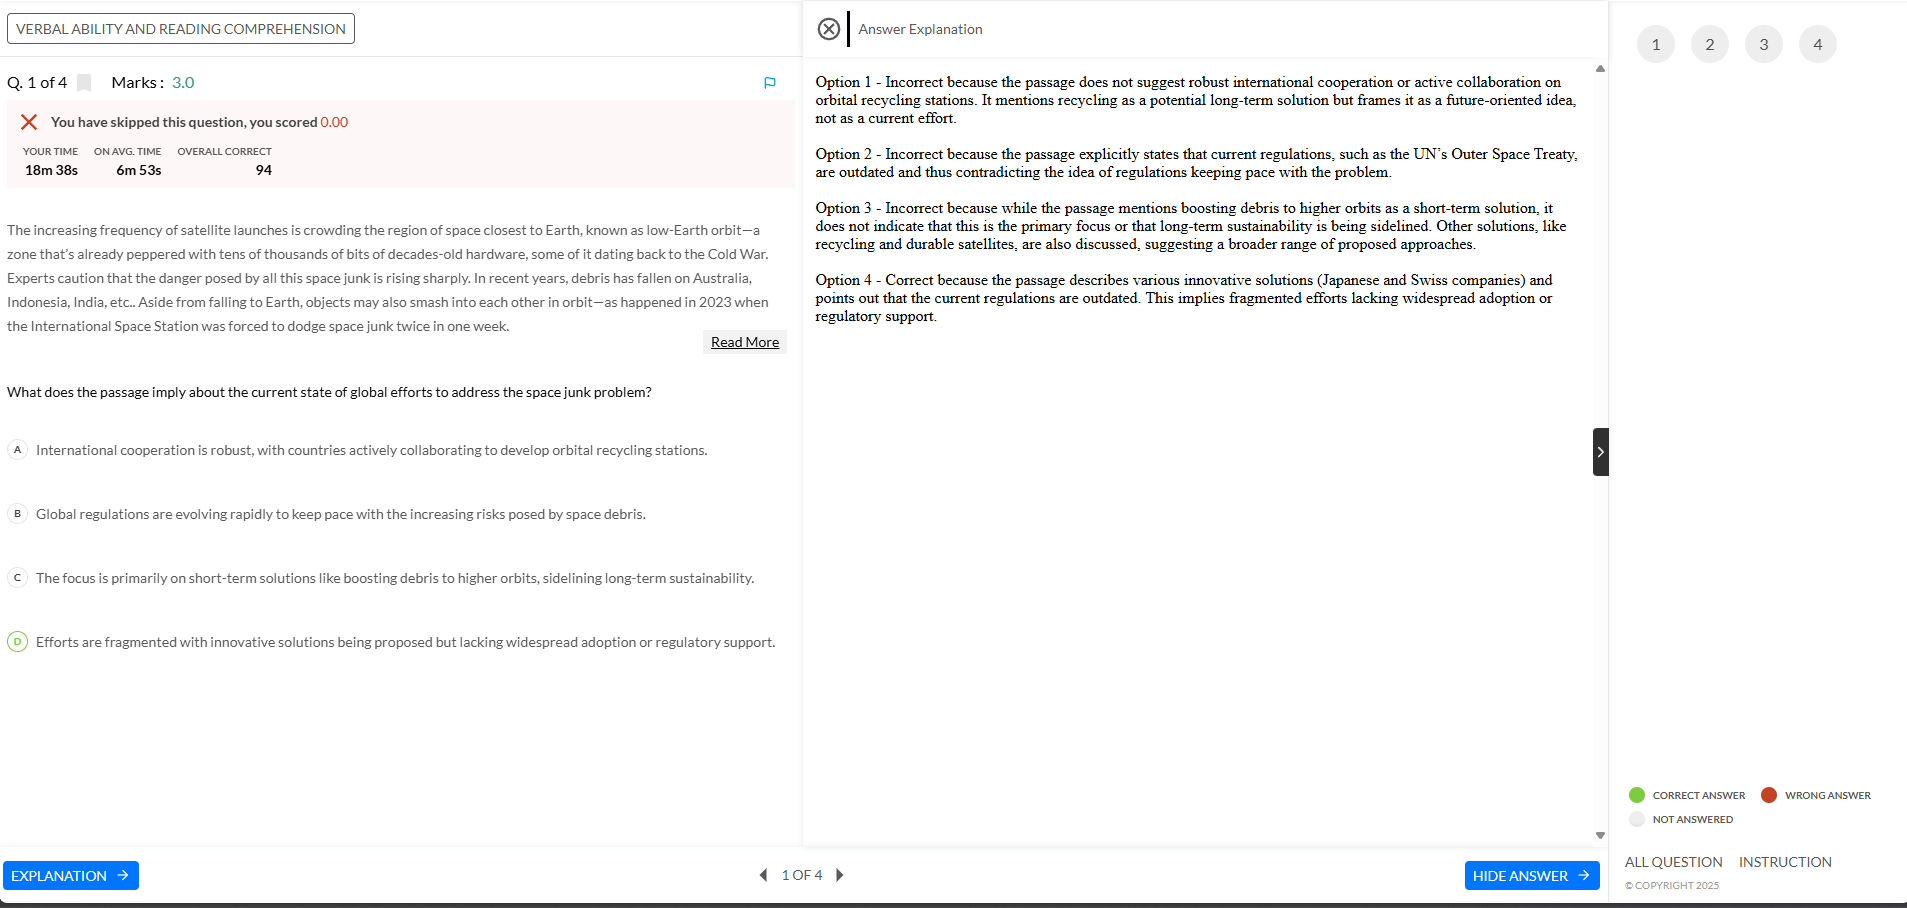 VERBAL ABILITY AND READING COMPREHENSION
Q. 1 of 4 Marks : 3.0
You have skipped this question, you scored 0.00
YOUR TIME ON AVG. TIME OVERALL CORRECT
18m 38s 6m 53s 94
The increasing frequency of satellite launches is crowding the region of space closest to Earth, known as low-Earth orbit—a
zone that's already peppered with tens of thousands of bits of decades-old hardware, some of it dating back to the Cold War.
Experts caution that the danger posed by all this space junk is rising sharply. In recent years, debris has fallen on Australia,
Indonesia, India, etc.. Aside from falling to Earth, objects may also smash into each other in orbit—as happened in 2023 when
the International Space Station was forced to dodge space junk twice in one week.
Read More
What does the passage imply about the current state of global efforts to address the space junk problem?
A International cooperation is robust, with countries actively collaborating to develop orbital recycling stations.
B Global regulations are evolving rapidly to keep pace with the increasing risks posed by space debris.
C The focus is primarily on short-term solutions like boosting debris to higher orbits, sidelining long-term sustainability.
D Efforts are fragmented with innovative solutions being proposed but lacking widespread adoption or regulatory support.
EXPLANATION
1 OF 4
HIDE ANSWER
Answer Explanation
Option 1 - Incorrect because the passage does not suggest robust international cooperation or active collaboration on
orbital recycling stations. It mentions recycling as a potential long-term solution but frames it as a future-oriented idea,
not as a current effort.
Option 2 - Incorrect because the passage explicitly states that current regulations, such as the UN's Outer Space Treaty,
are outdated and thus contradicting the idea of regulations keeping pace with the problem.
Option 3 - Incorrect because while the passage mentions boosting debris to higher orbits as a short-term solution, it
does not indicate that this is the primary focus or that long-term sustainability is being sidelined. Other solutions, like
recycling and durable satellites, are also discussed, suggesting a broader range of proposed approaches.
Option 4 - Correct because the passage describes various innovative solutions (Japanese and Swiss companies) and
points out that the current regulations are outdated. This implies fragmented efforts lacking widespread adoption or
regulatory support.
1 2 3 4
CORRECT ANSWER WRONG ANSWER
NOT ANSWERED
ALL QUESTION INSTRUCTION
© COPYRIGHT 2025